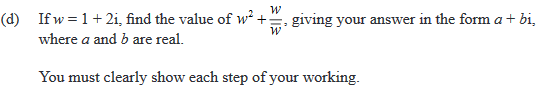 (d) If w = 1 + 2i, find the value of w² + w/w̅, giving your answer in the form a + bi,
where a and b are real.
You must clearly show each step of your working.